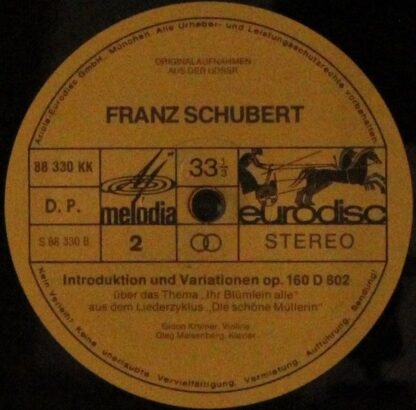 Ariola-Eurodisc GmbH, München. Alle Urheber- und Leistungsschutzrechte vorbehalten.
ORIGINALAUFNAHMEN
AUS DER UDSSR
FRANZ SCHUBERT
88 330 KK
33 1/3
D. P.
melodia
eurodisc
S 88 330 B
2
STEREO
Introduktion und Variationen op. 160 D 802
über das Thema „Ihr Blümlein alle"
aus dem Liederzyklus „Die schöne Müllerin"
Gidon Kremer, Violine
Oleg Maisenberg, Klavier
Kein Verleih! Keine unerlaubte Vervielfältigung, Vermietung, Aufführung, Sendung!